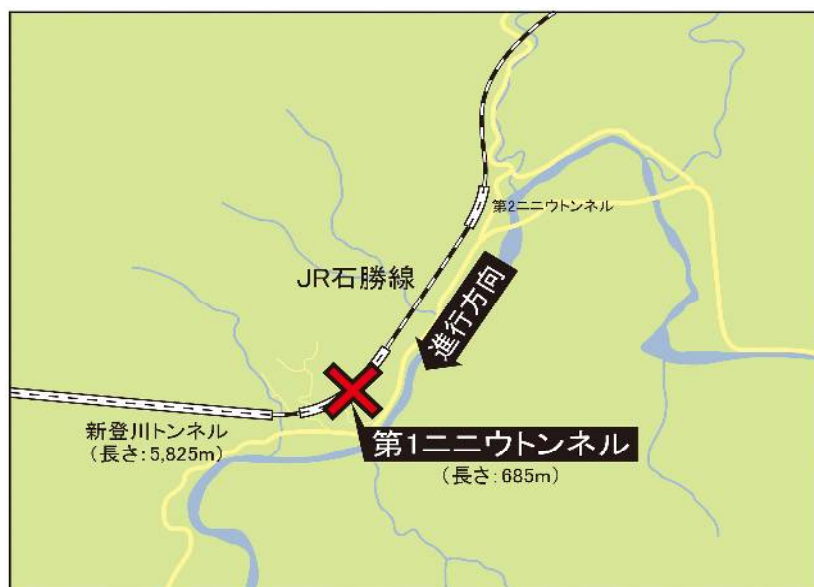 第2ニニウトンネル
JR石勝線
進行方向
新登川トンネル
（長さ：5,825m）
第1ニニウトンネル
（長さ：685m）